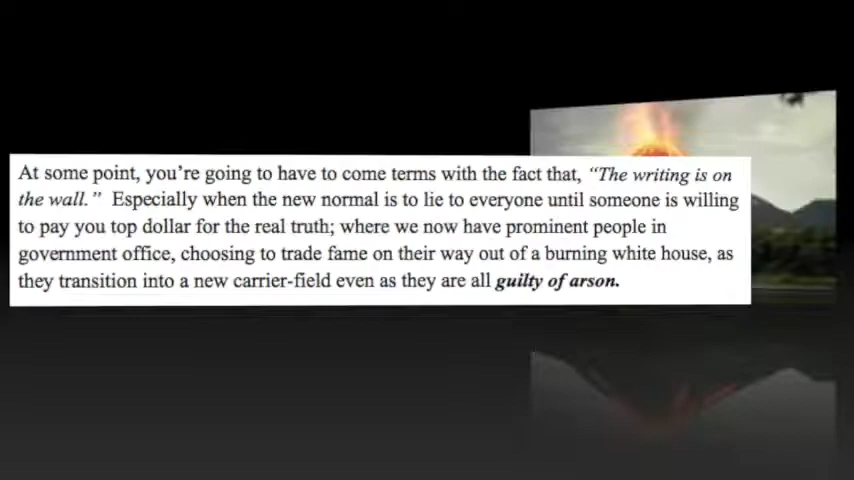 At some point, you're going to have to come terms with the fact that, “The writing is on
the wall.” Especially when the new normal is to lie to everyone until someone is willing
to pay you top dollar for the real truth; where we now have prominent people in
government office, choosing to trade fame on their way out of a burning white house, as
they transition into a new carrier-field even as they are all guilty of arson.